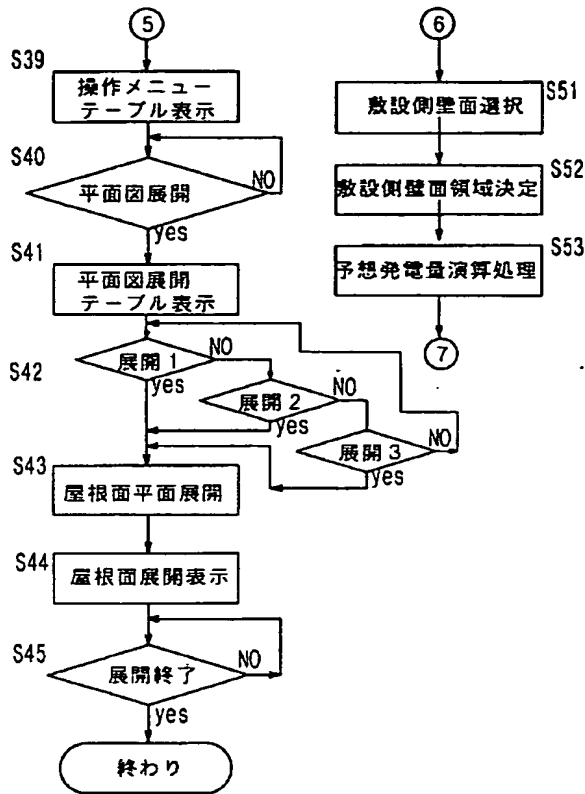 5
S39
操作メニュー
テーブル表示
S40
平面図展開
NO
yes
S41
平面図展開
テーブル表示
S42
展開1
NO
yes
展開2
NO
yes
展開3
NO
yes
S43
屋根面平面展開
S44
屋根面展開表示
S45
展開終了
NO
yes
終わり
6
S51
敷設側壁面選択
S52
敷設側壁面領域決定
S53
予想発電量演算処理
7